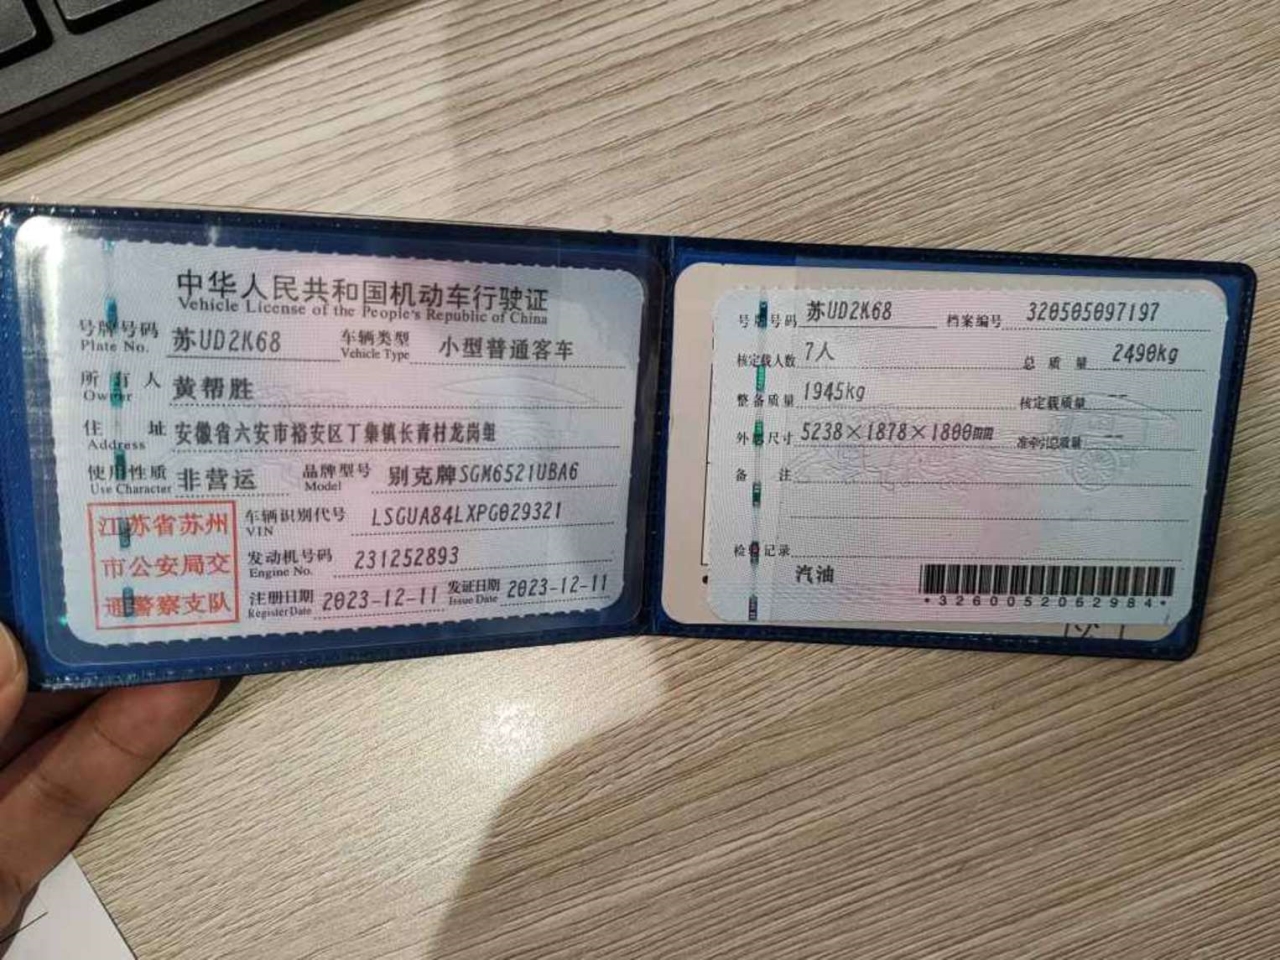 中华人民共和国机动车行驶证
Vehicle License of the People's Republic of China
号牌号码 苏UD2K68 车辆类型 小型普通客车
Plate No. Vehicle Type
所有人 黄帮胜
Owner
住址 安徽省六安市裕安区丁集镇长青村龙岗组
Address
使用性质 非营运 品牌型号 别克牌SGM6521UBA6
Use Character Model
江苏省苏州
市公安局交
通警察支队
车辆识别代号 LSGUA84LXPG029321
VIN
发动机号码 231252893
Engine No.
注册日期 2023-12-11 发证日期 2023-12-11
Register Date Issue Date
号牌号码 苏UD2K68 档案编号 320505097197
核定载人数 7人 总质量 2490kg
整备质量 1945kg 核定载质量 --
外廓尺寸 5238×1878×1800mm 准牵引总质量 --
备注
检验记录
汽油
*3260052062984*